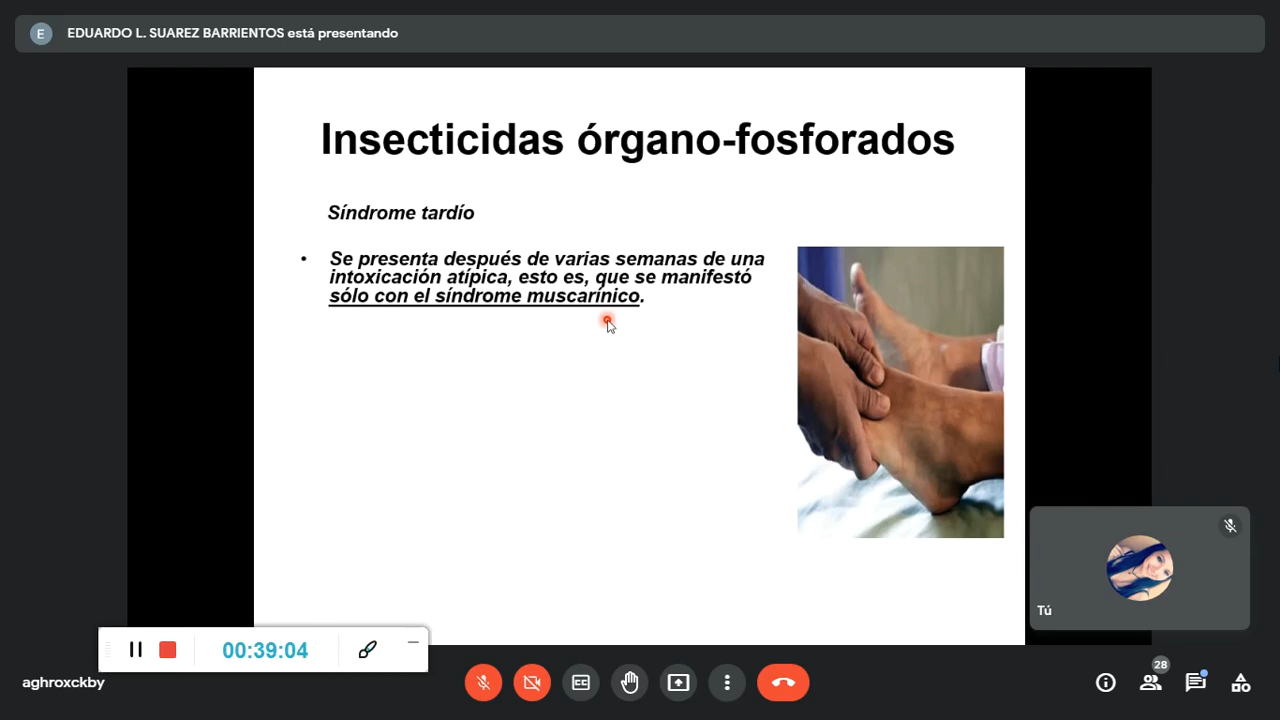 E
EDUARDO L. SUAREZ BARRIENTOS está presentando
Insecticidas órgano-fosforados
Síndrome tardío
• Se presenta después de varias semanas de una
intoxicación atípica, esto es, que se manifestó
sólo con el síndrome muscarínico.
Tú
00:39:04
aghroxckby
CC
28